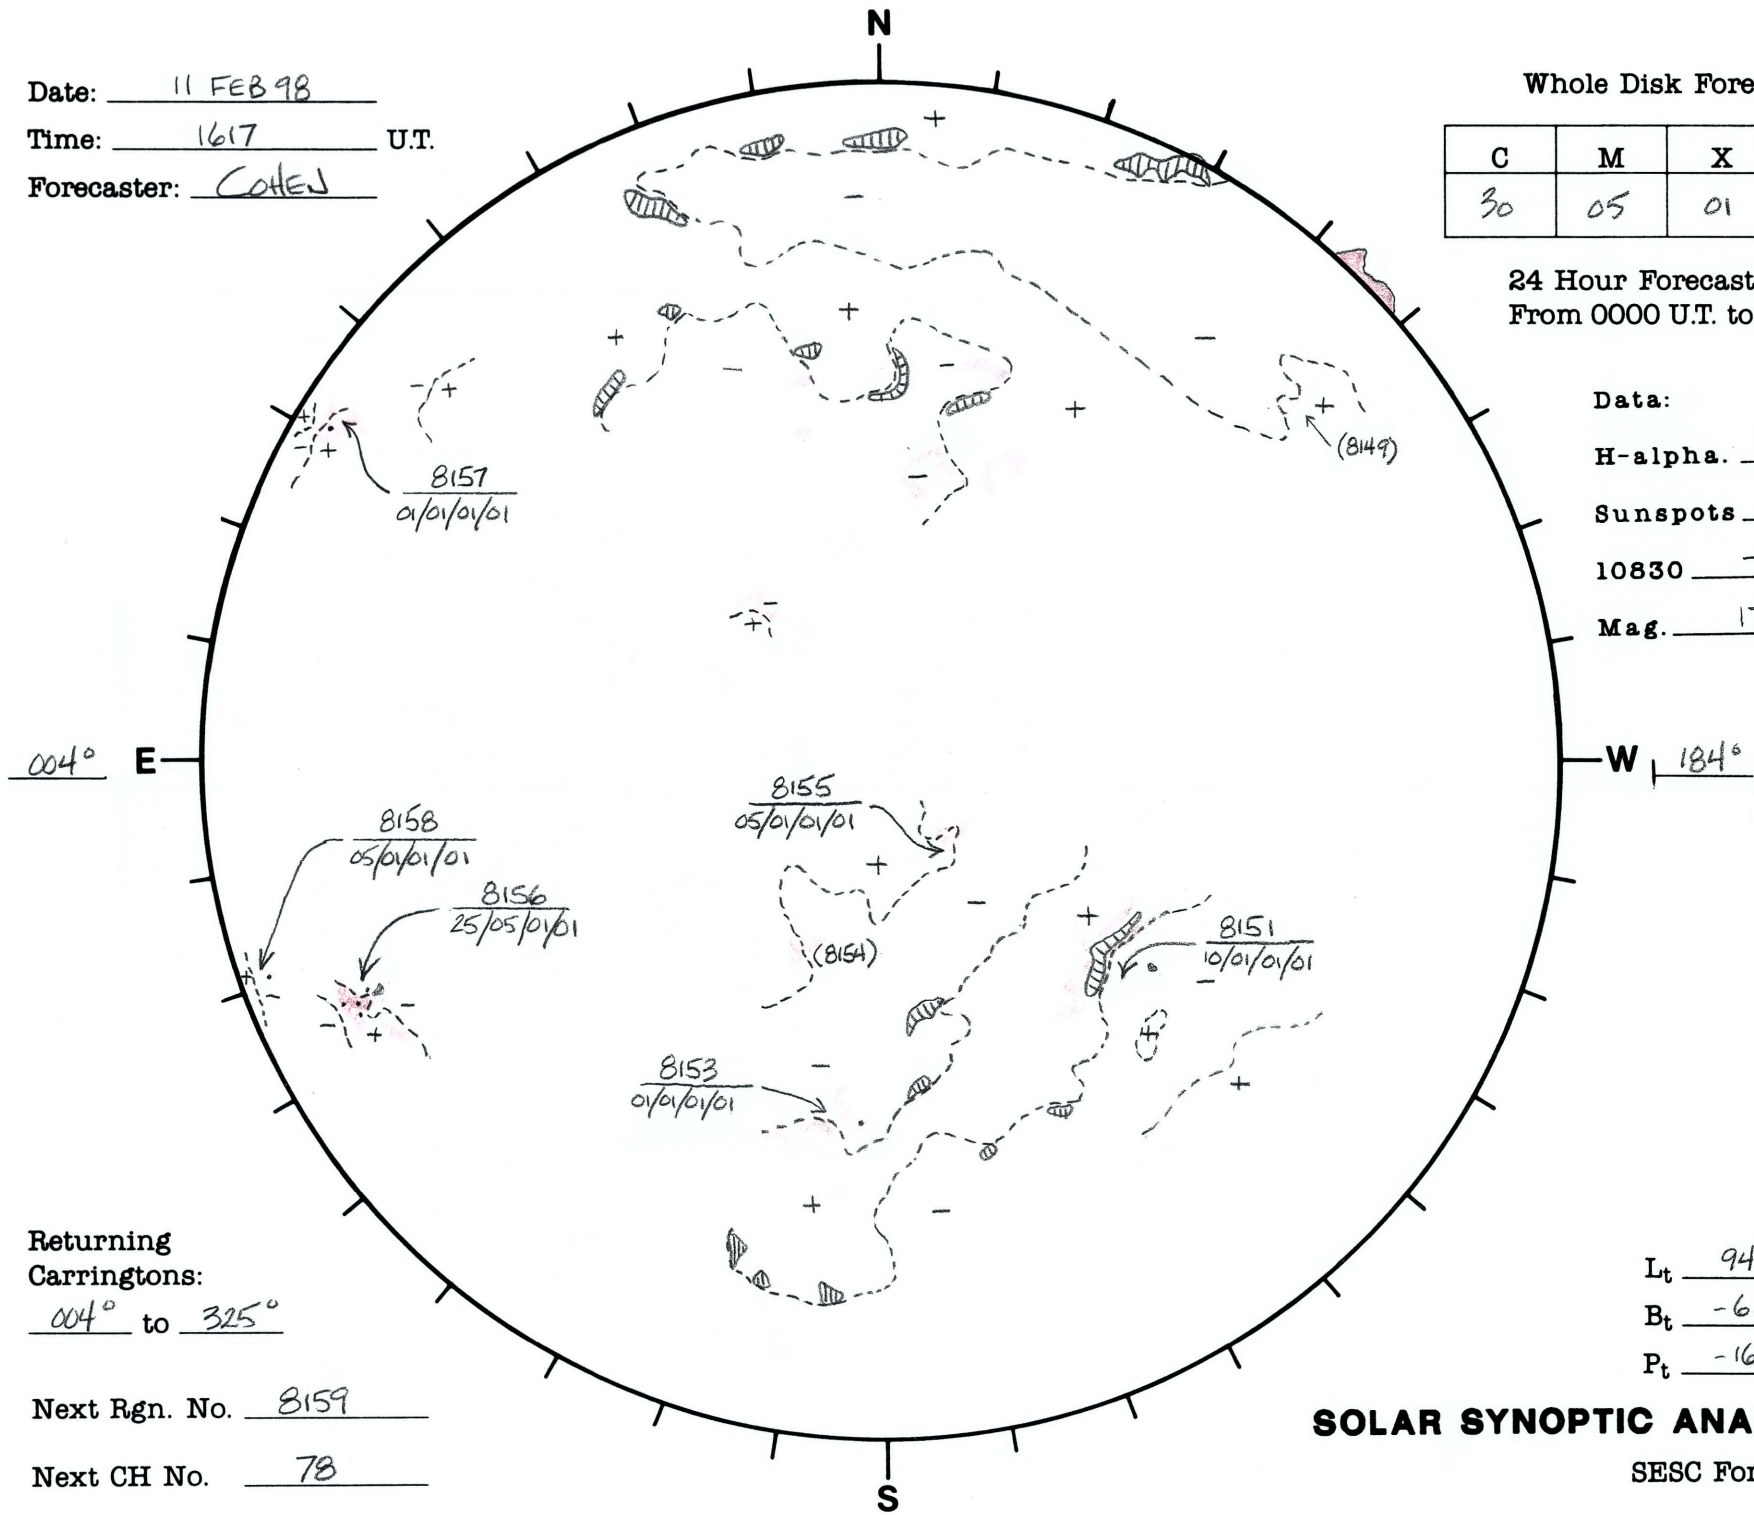 N
Date: 11 FEB 98
Time: 1617 U.T.
Forecaster: COHEN
Whole Disk Fore
C M X
30 05 01
24 Hour Forecast
From 0000 U.T. to
Data:
H-alpha.
Sunspots
10830
Mag. 17
(8149)
8157
01/01/01/01
004° E
W 184°
8155
05/01/01/01
8158
05/01/01/01
8156
25/05/01/01
(8154)
8151
10/01/01/01
8153
01/01/01/01
Returning
Carringtons:
004° to 325°
Next Rgn. No. 8159
Next CH No. 78
S
Lt 94
Bt -6
Pt -16
SOLAR SYNOPTIC ANA
SESC For